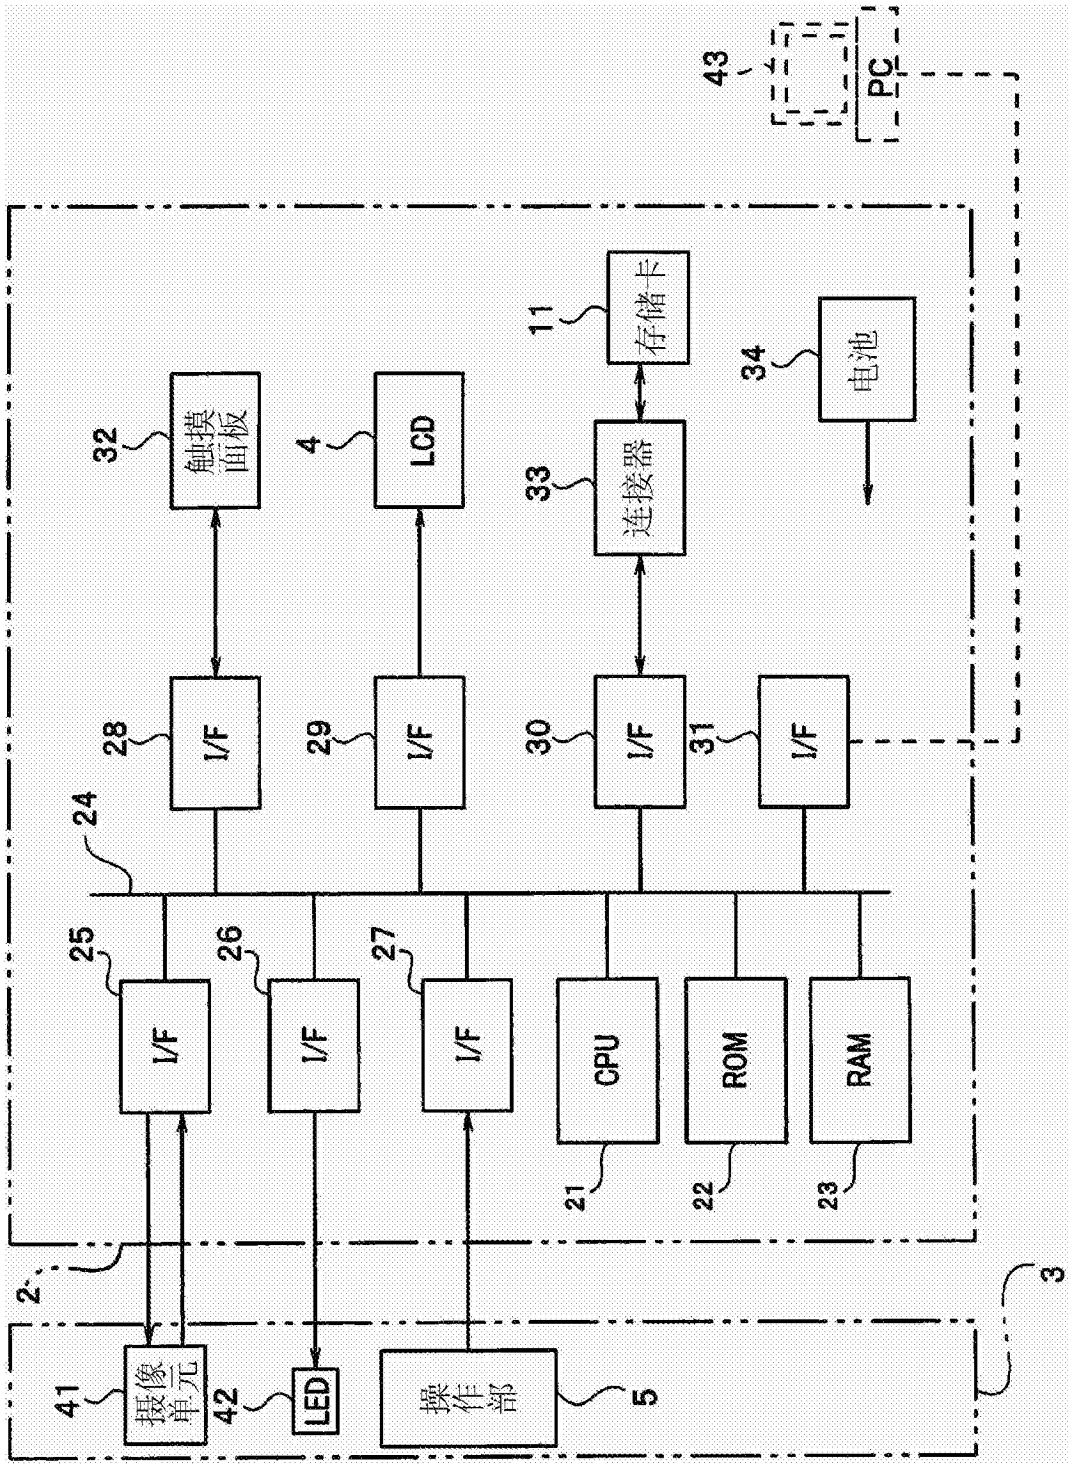 2
3
41
摄像
单元
42
LED
5
操作
部
25
I/F
26
I/F
27
I/F
21
CPU
22
ROM
23
RAM
24
28
I/F
29
I/F
30
I/F
31
I/F
32
触摸
面板
4
LCD
33
连接器
11
存储卡
34
电池
43
PC